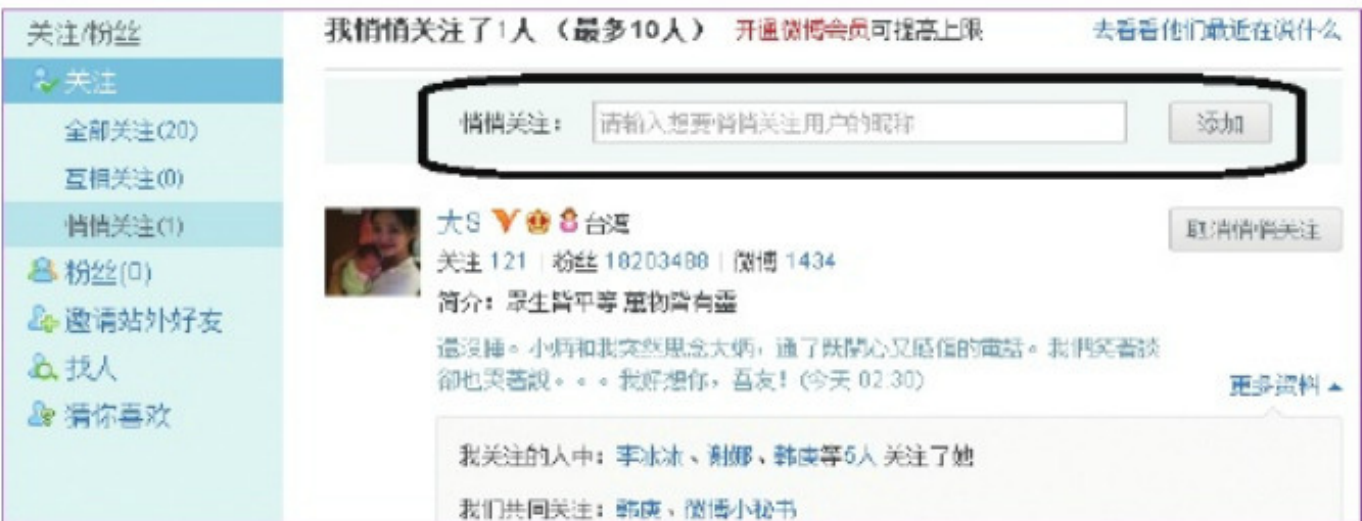 关注/粉丝
关注
全部关注(20)
互相关注(0)
悄悄关注(1)
粉丝(0)
邀请站外好友
找人
猜你喜欢
我悄悄关注了1人（最多10人） 开通微博会员可提高上限 去看看他们最近在说什么
悄悄关注： 请输入想要悄悄关注用户的昵称 添加
大S V 台湾 取消悄悄关注
关注 121 | 粉丝 18203488 | 微博 1434
简介：眾生皆平等 萬物皆有靈
還沒睡。小炳和我突然思念大炳，通了既開心又感傷的電話。我們笑著談
卻也哭著說。。。我好想你，吾友！(今天 02:30)
更多资料
我关注的人中：李冰冰、谢娜、韩庚等5人 关注了她
我们共同关注：韩庚、微博小秘书